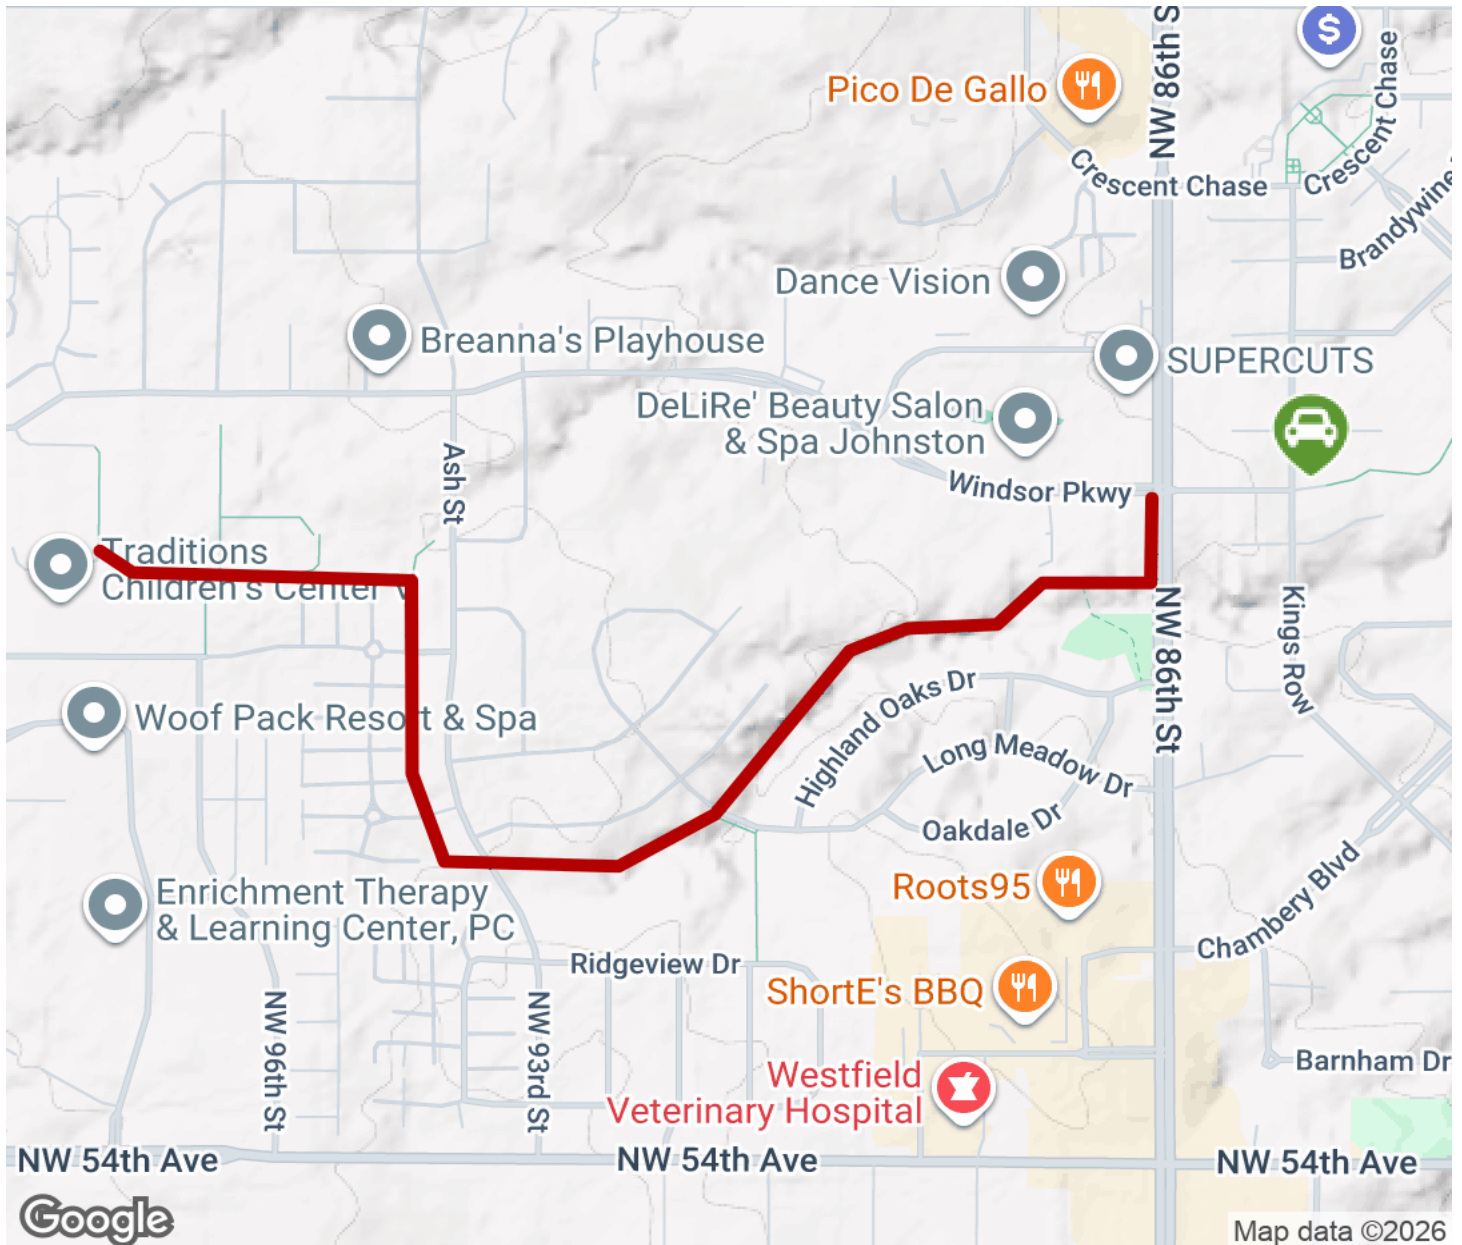 NW 86th S
Pico De Gallo
$
Crescent Chase
Crescent Chase
Brandywine
Dance Vision
Breanna's Playhouse
SUPERCUTS
DeLiRe' Beauty Salon
& Spa Johnston
Ash St
Windsor Pkwy
Traditions
Children's Center
NW 86th St
Kings Row
Highland Oaks Dr
Woof Pack Resort & Spa
Long Meadow Dr
Oakdale Dr
Roots95
Chambery Blvd
Enrichment Therapy
& Learning Center, PC
Ridgeview Dr
ShortE's BBQ
NW 96th St
NW 93rd St
Barnham Dr
Westfield
Veterinary Hospital
NW 54th Ave
NW 54th Ave
NW 54th Ave
Google
Map data ©2026